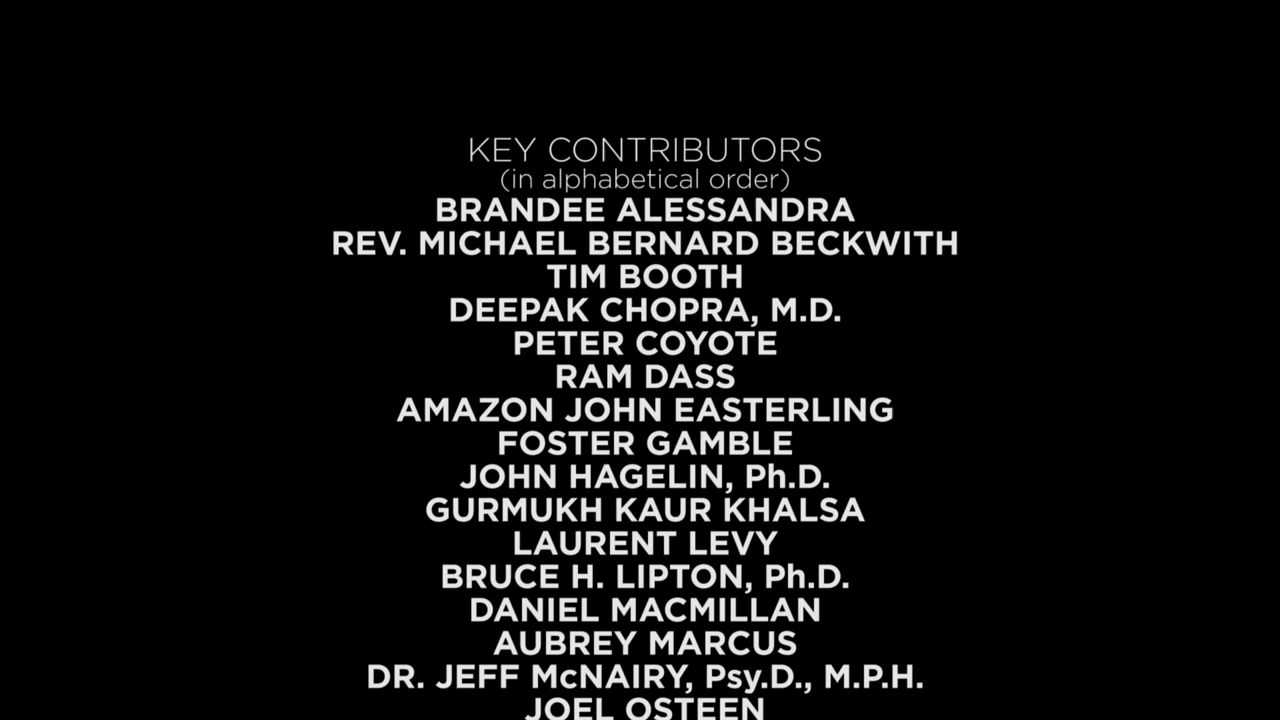 KEY CONTRIBUTORS
(in alphabetical order)
BRANDEE ALESSANDRA
REV. MICHAEL BERNARD BECKWITH
TIM BOOTH
DEEPAK CHOPRA, M.D.
PETER COYOTE
RAM DASS
AMAZON JOHN EASTERLING
FOSTER GAMBLE
JOHN HAGELIN, Ph.D.
GURMUKH KAUR KHALSA
LAURENT LEVY
BRUCE H. LIPTON, Ph.D.
DANIEL MACMILLAN
AUBREY MARCUS
DR. JEFF McNAIRY, Psy.D., M.P.H.
JOEL OSTEEN